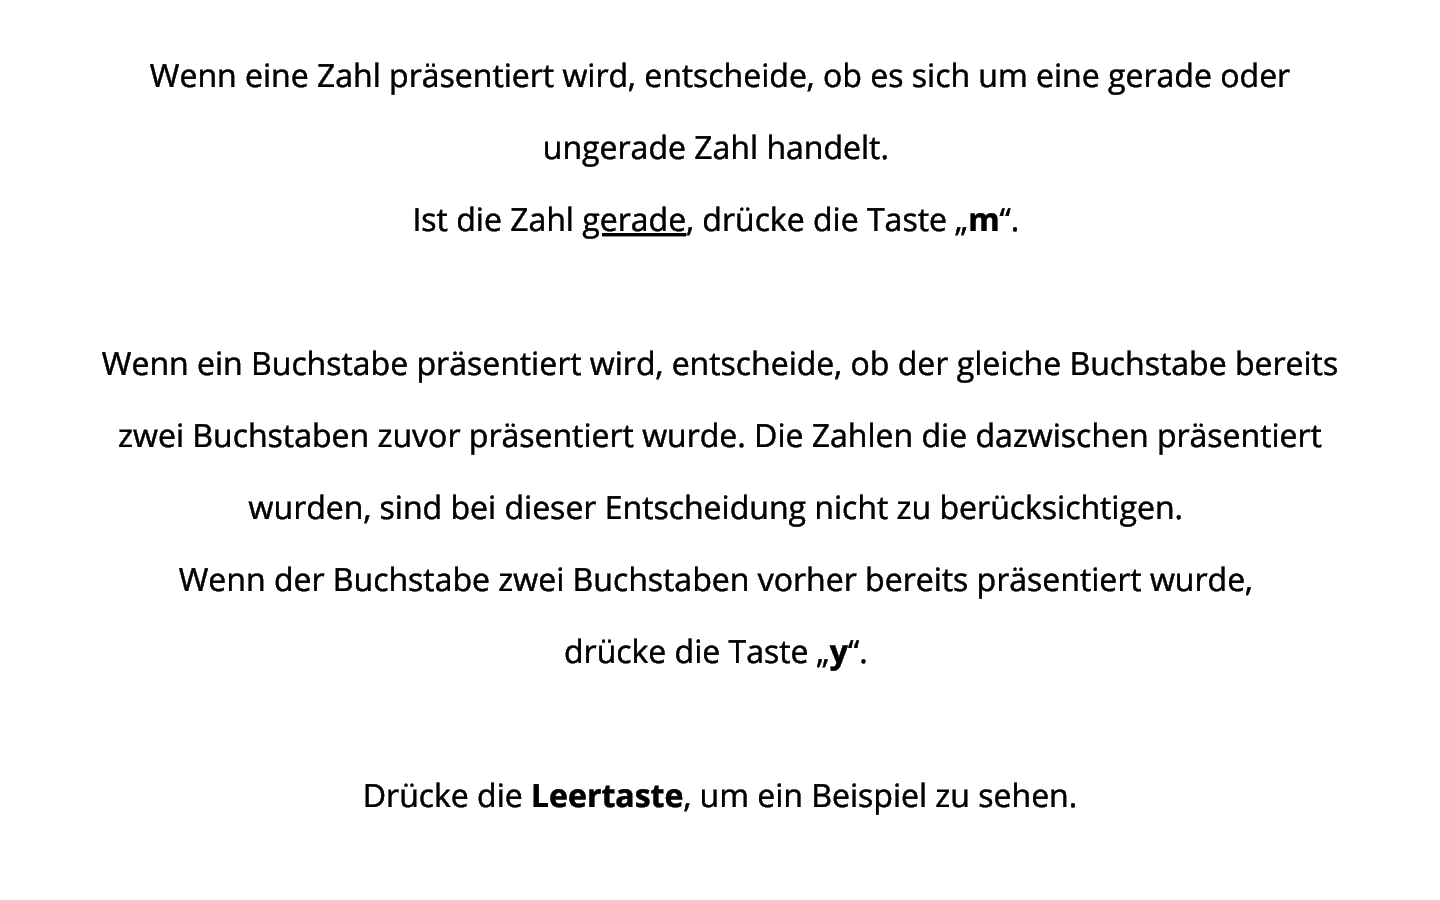 Wenn eine Zahl präsentiert wird, entscheide, ob es sich um eine gerade oder
ungerade Zahl handelt.
Ist die Zahl gerade, drücke die Taste „m“.
Wenn ein Buchstabe präsentiert wird, entscheide, ob der gleiche Buchstabe bereits
zwei Buchstaben zuvor präsentiert wurde. Die Zahlen die dazwischen präsentiert
wurden, sind bei dieser Entscheidung nicht zu berücksichtigen.
Wenn der Buchstabe zwei Buchstaben vorher bereits präsentiert wurde,
drücke die Taste „y“.
Drücke die Leertaste, um ein Beispiel zu sehen.